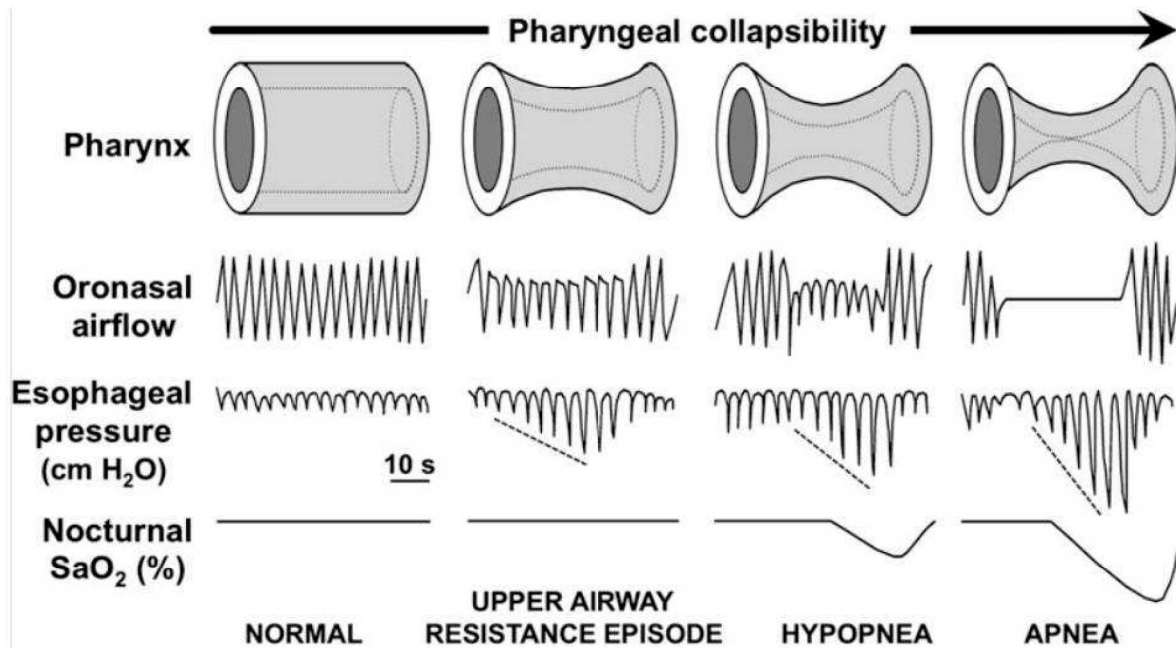 Pharyngeal collapsibility
Pharynx
Oronasal
airflow
Esophageal
pressure
(cm H₂O)
10 s
Nocturnal
SaO₂ (%)
NORMAL
UPPER AIRWAY
RESISTANCE EPISODE
HYPOPNEA
APNEA